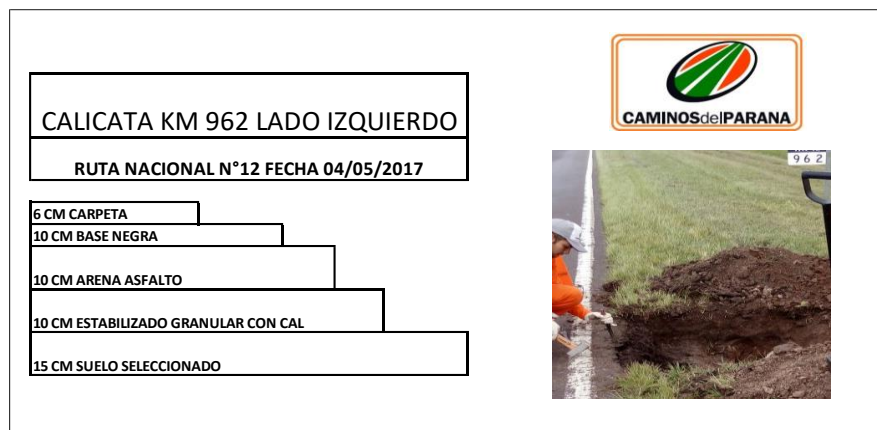 CALICATA KM 962 LADO IZQUIERDO
RUTA NACIONAL N°12 FECHA 04/05/2017
6 CM CARPETA
10 CM BASE NEGRA
10 CM ARENA ASFALTO
10 CM ESTABILIZADO GRANULAR CON CAL
15 CM SUELO SELECCIONADO
CAMINOSdelPARANA
962